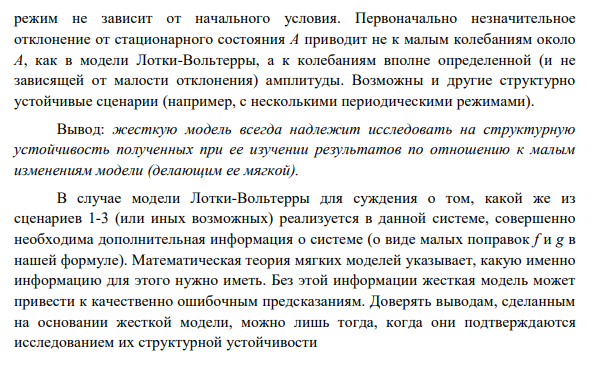 режим не зависит от начального условия. Первоначально незначительное
отклонение от стационарного состояния А приводит не к малым колебаниям около
А, как в модели Лотки-Вольтерры, а к колебаниям вполне определенной (и не
зависящей от малости отклонения) амплитуды. Возможны и другие структурно
устойчивые сценарии (например, с несколькими периодическими режимами).
Вывод: жесткую модель всегда надлежит исследовать на структурную
устойчивость полученных при ее изучении результатов по отношению к малым
изменениям модели (делающим ее мягкой).
В случае модели Лотки-Вольтерры для суждения о том, какой же из
сценариев 1-3 (или иных возможных) реализуется в данной системе, совершенно
необходима дополнительная информация о системе (о виде малых поправок f и g в
нашей формуле). Математическая теория мягких моделей указывает, какую именно
информацию для этого нужно иметь. Без этой информации жесткая модель может
привести к качественно ошибочным предсказаниям. Доверять выводам, сделанным
на основании жесткой модели, можно лишь тогда, когда они подтверждаются
исследованием их структурной устойчивости